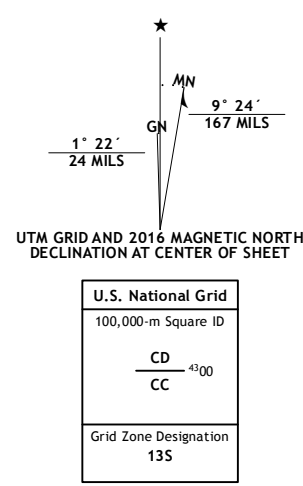 ★
MN
GN
9° 24´
167 MILS
1° 22´
24 MILS
UTM GRID AND 2016 MAGNETIC NORTH
DECLINATION AT CENTER OF SHEET
U.S. National Grid
100,000-m Square ID
CD
⁴³00
CC
Grid Zone Designation
13S